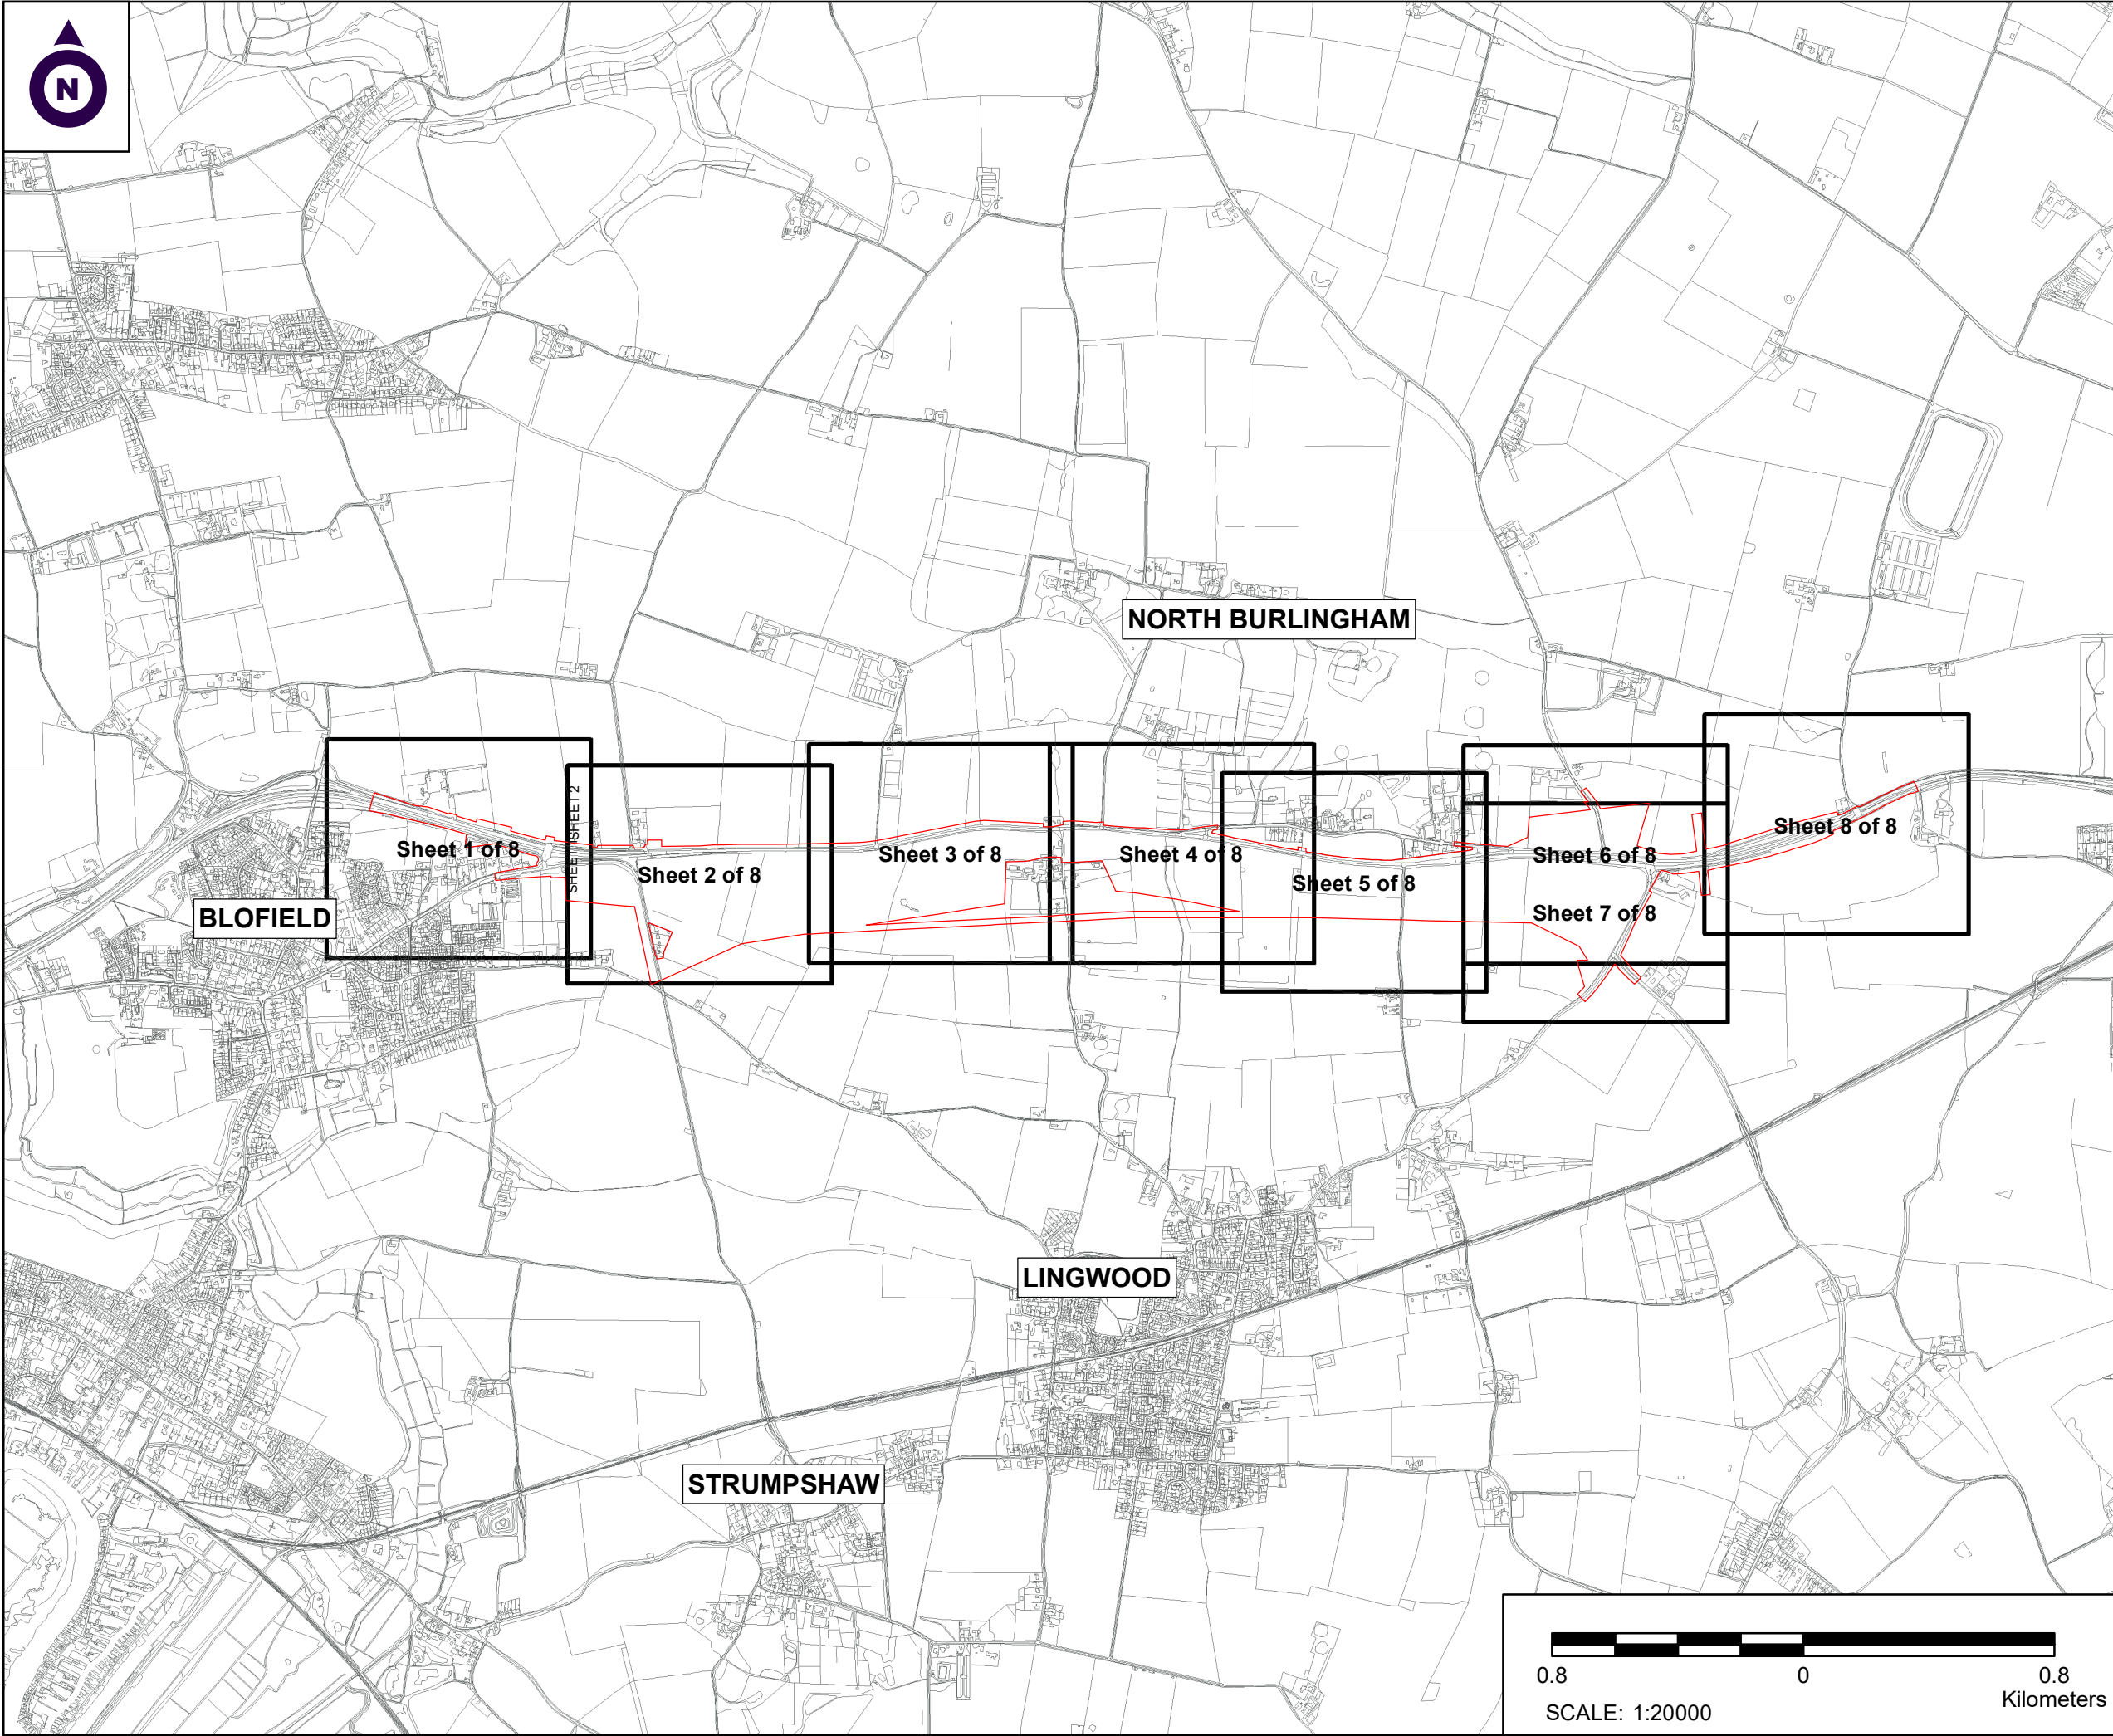 N
NORTH BURLINGHAM
SHEET 1 SHEET 2
Sheet 1 of 8
Sheet 2 of 8
Sheet 3 of 8
Sheet 4 of 8
Sheet 5 of 8
Sheet 6 of 8
Sheet 7 of 8
Sheet 8 of 8
BLOFIELD
LINGWOOD
STRUMPSHAW
0.8
0
0.8
Kilometers
SCALE: 1:20000